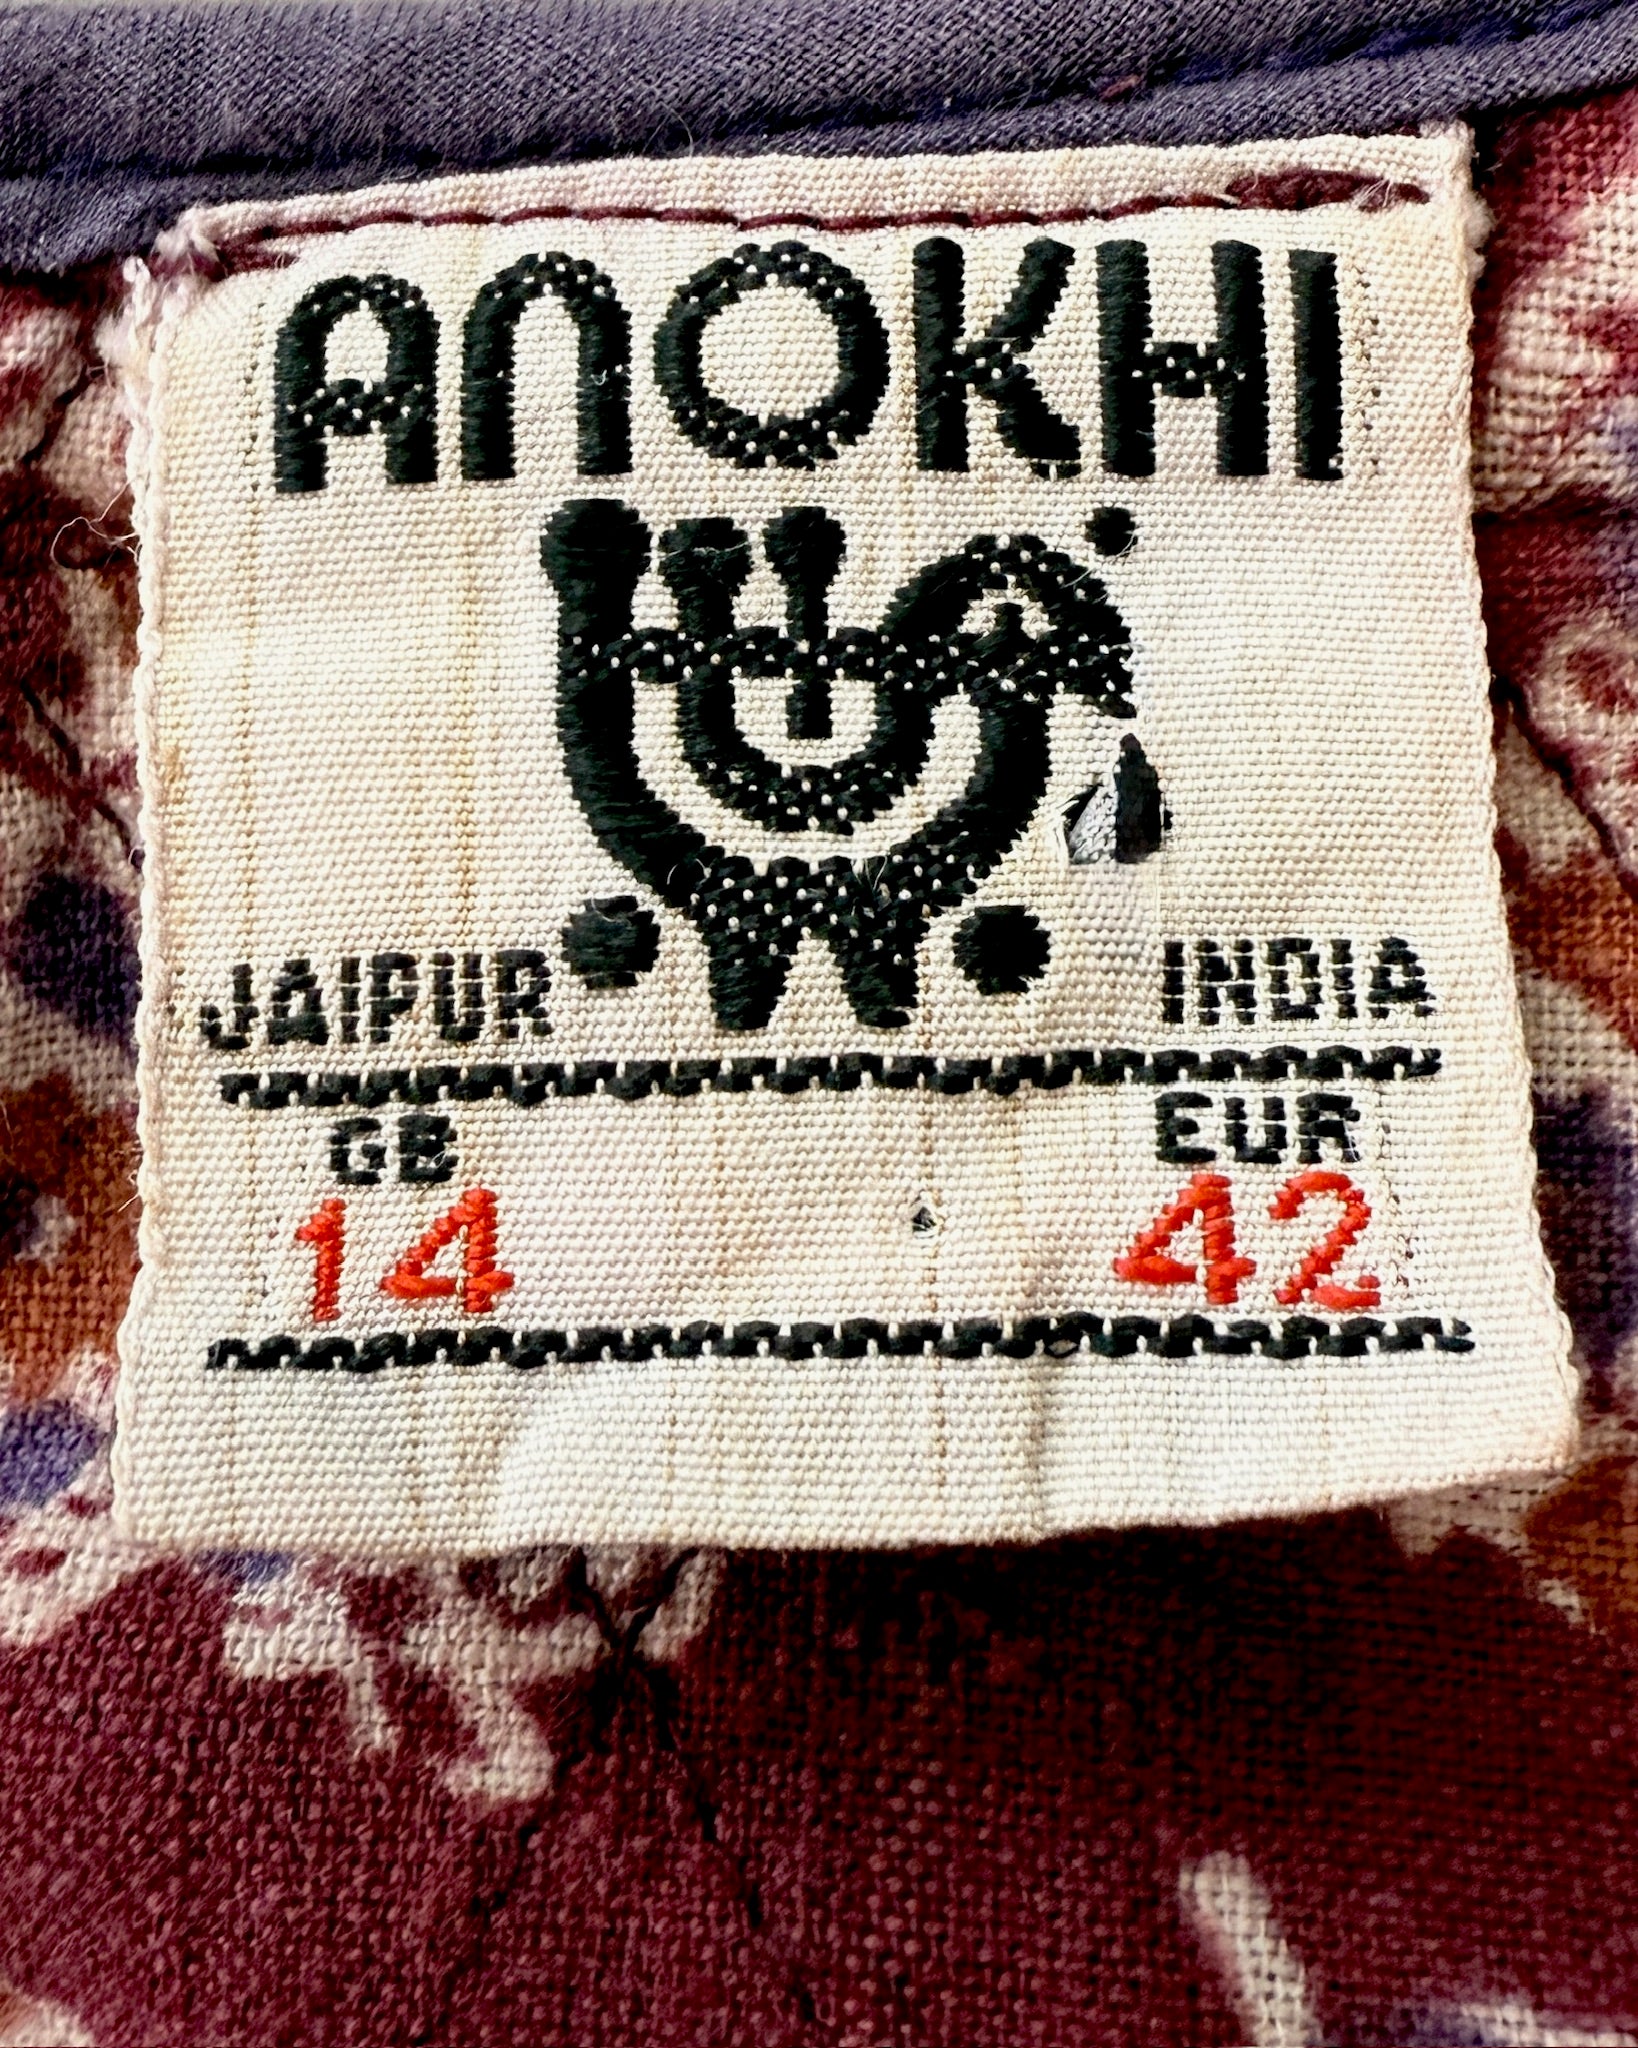 ANOKHI
JAIPUR INDIA
GB EUR
14 42